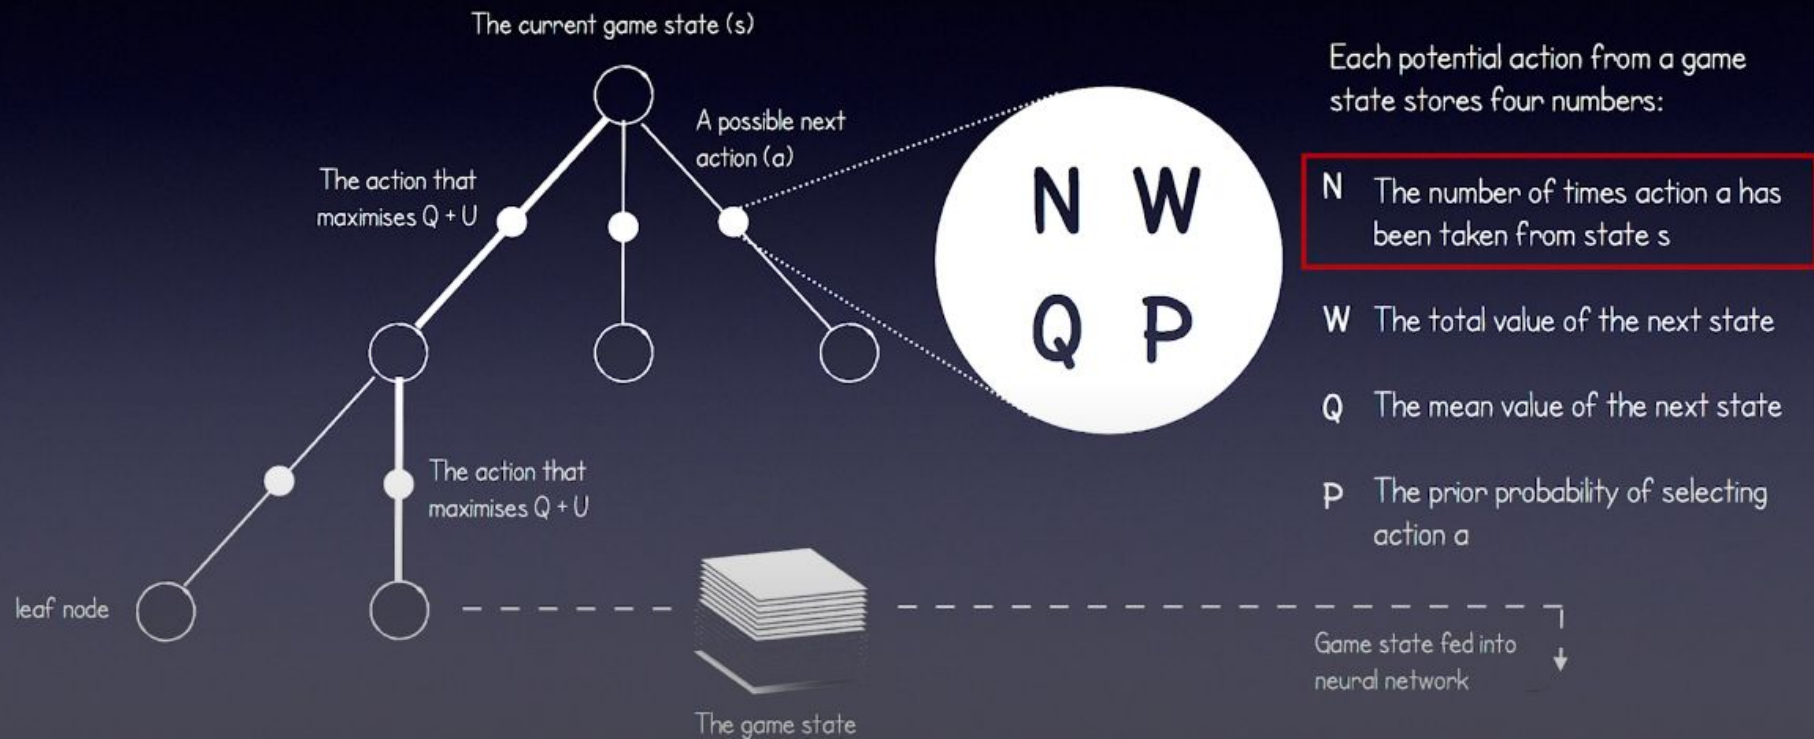 The current game state (s)
A possible next
action (a)
The action that
maximises Q + U
N W
Q P
The action that
maximises Q + U
leaf node
The game state
Each potential action from a game
state stores four numbers:
N The number of times action a has
been taken from state s
W The total value of the next state
Q The mean value of the next state
P The prior probability of selecting
action a
Game state fed into
neural network